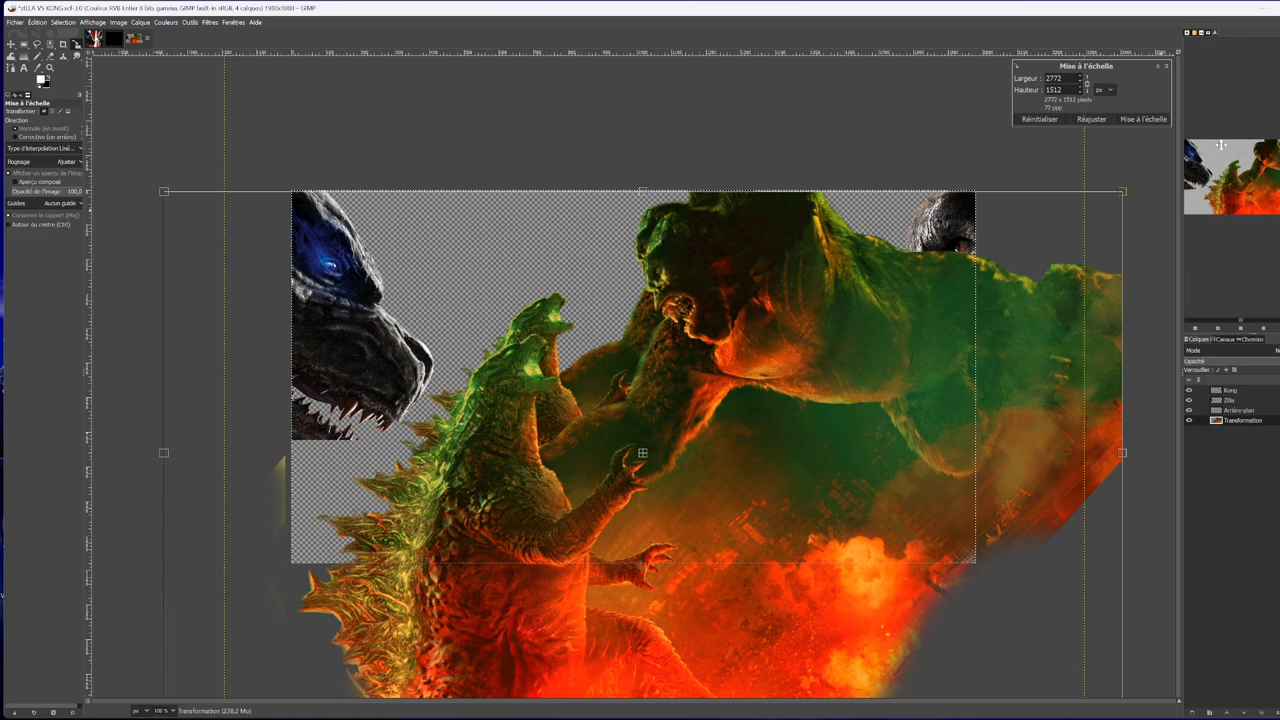 *zILLA VS KONG.xcf-3.0 (Couleur RVB Entier 8 bits gamma, GIMP built-in sRGB, 4 calques) 1980x1080 – GIMP
Fichier Édition Sélection Affichage Image Calque Couleurs Outils Filtres Fenêtres Aide
Mise à l'échelle
Transformer :
Direction
Normale (en avant)
Corrective (en arrière)
Type d'interpolation Liné...
Rognage Ajuster
Afficher un aperçu de l'imag
Aperçu composé
Opacité de l'image 100,0
Guides Aucun guide
Conserver le rapport (Maj)
Autour du centre (Ctrl)
Mise à l'échelle
Largeur : 2772
Hauteur : 1512 px
2772 x 1512 pixels
72 ppp
Réinitialiser Réajuster Mise à l'échelle
Calques Canaux Chemins
Mode
Opacité
Verrouiller :
Kong
Zilla
Arrière-plan
Transformation
px 100 % Transformation (238,2 Mo)